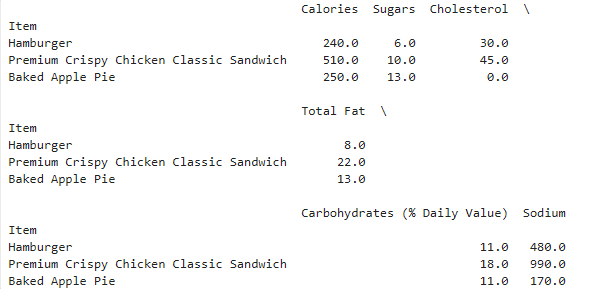 Calories Sugars Cholesterol \
Item
Hamburger 240.0 6.0 30.0
Premium Crispy Chicken Classic Sandwich 510.0 10.0 45.0
Baked Apple Pie 250.0 13.0 0.0
Total Fat \
Item
Hamburger 8.0
Premium Crispy Chicken Classic Sandwich 22.0
Baked Apple Pie 13.0
Carbohydrates (% Daily Value) Sodium
Item
Hamburger 11.0 480.0
Premium Crispy Chicken Classic Sandwich 18.0 990.0
Baked Apple Pie 11.0 170.0